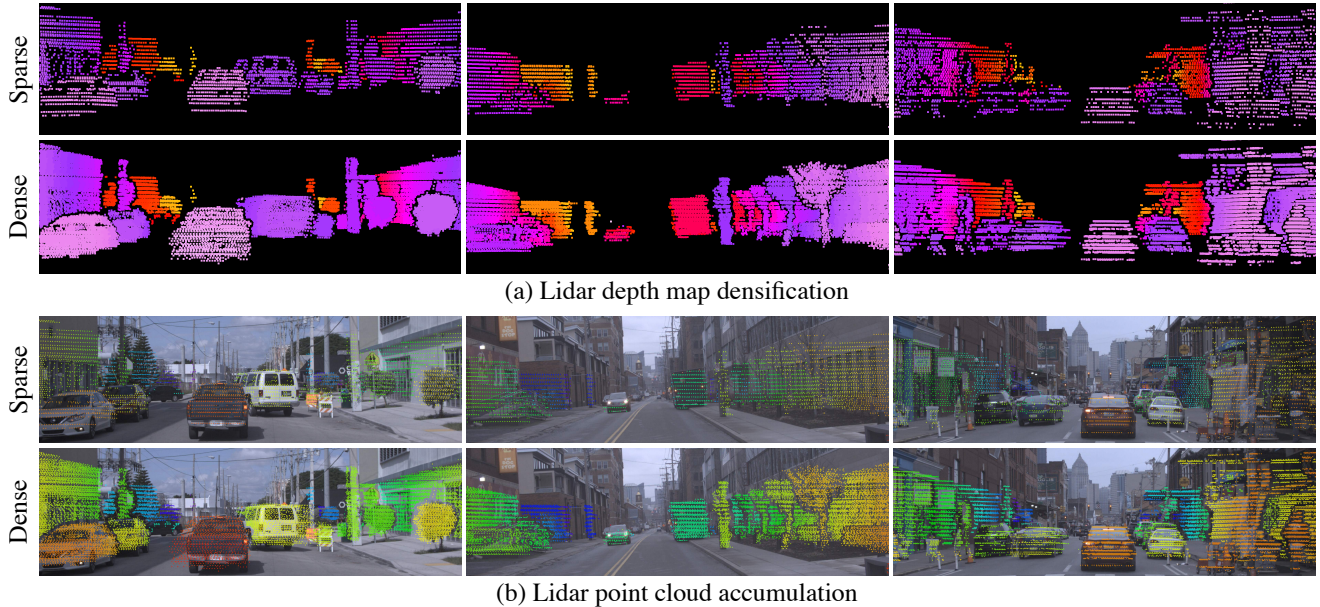 Sparse
Dense
(a) Lidar depth map densification
Sparse
Dense
(b) Lidar point cloud accumulation